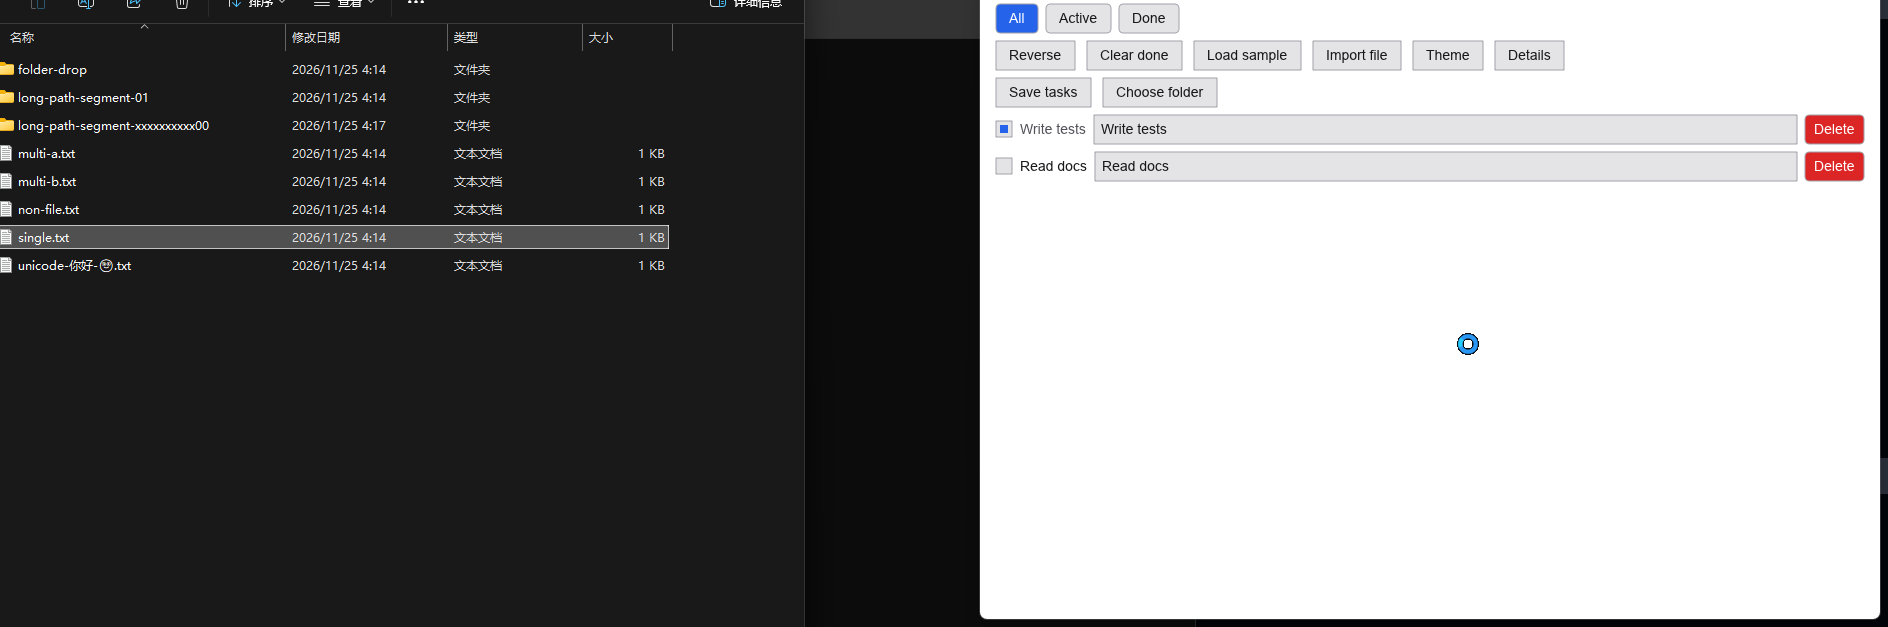 排序 查看 详细信息
名称 修改日期 类型 大小
folder-drop 2026/11/25 4:14 文件夹
long-path-segment-01 2026/11/25 4:14 文件夹
long-path-segment-xxxxxxxxxx00 2026/11/25 4:17 文件夹
multi-a.txt 2026/11/25 4:14 文本文档 1 KB
multi-b.txt 2026/11/25 4:14 文本文档 1 KB
non-file.txt 2026/11/25 4:14 文本文档 1 KB
single.txt 2026/11/25 4:14 文本文档 1 KB
unicode-你好-😎.txt 2026/11/25 4:14 文本文档 1 KB
All Active Done
Reverse Clear done Load sample Import file Theme Details
Save tasks Choose folder
Write tests Write tests Delete
Read docs Read docs Delete